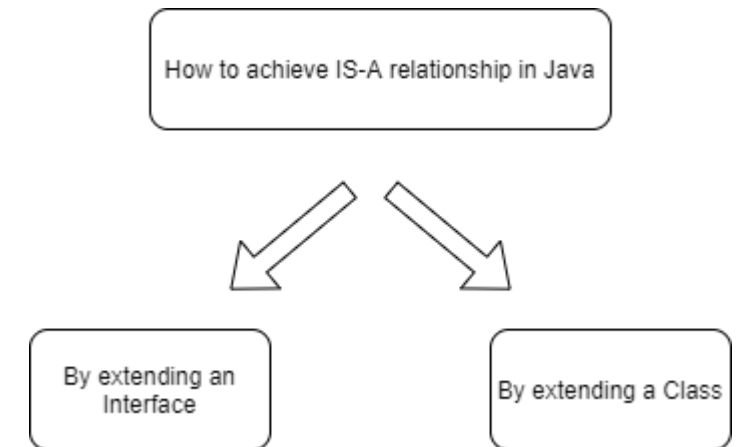 How to achieve IS-A relationship in Java
By extending an
Interface
By extending a Class